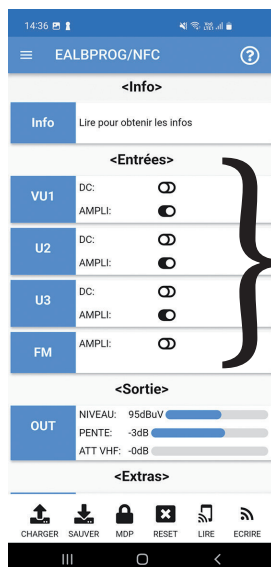 14:36
EALBPROG/NFC
<Info>
Info Lire pour obtenir les infos
<Entrées>
VU1
DC:
AMPLI:
U2
DC:
AMPLI:
U3
DC:
AMPLI:
FM
AMPLI:
<Sortie>
OUT
NIVEAU: 95dBuV
PENTE: -3dB
ATT VHF: -0dB
<Extras>
CHARGER SAUVER MDP RESET LIRE ECRIRE